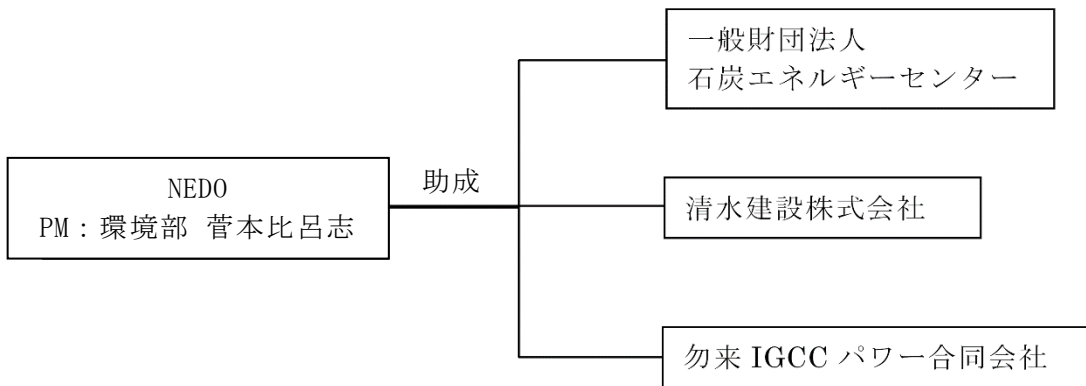 一般財団法人
石炭エネルギーセンター
NEDO
PM：環境部 菅本比呂志
助成
清水建設株式会社
勿来 IGCC パワー合同会社